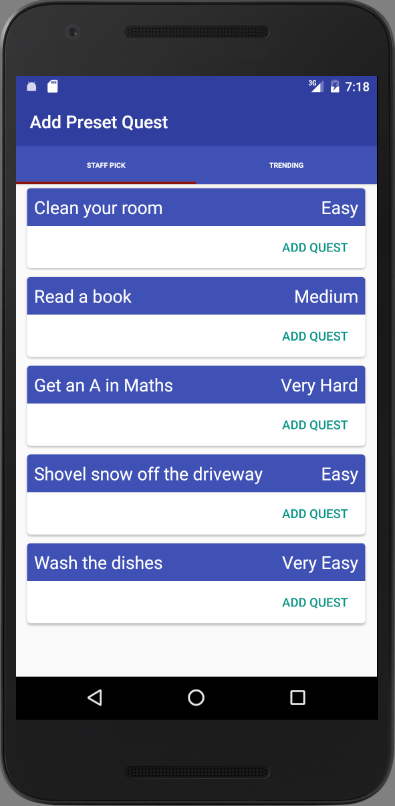 3G 7:18
Add Preset Quest
STAFF PICK TRENDING
Clean your room Easy
ADD QUEST
Read a book Medium
ADD QUEST
Get an A in Maths Very Hard
ADD QUEST
Shovel snow off the driveway Easy
ADD QUEST
Wash the dishes Very Easy
ADD QUEST